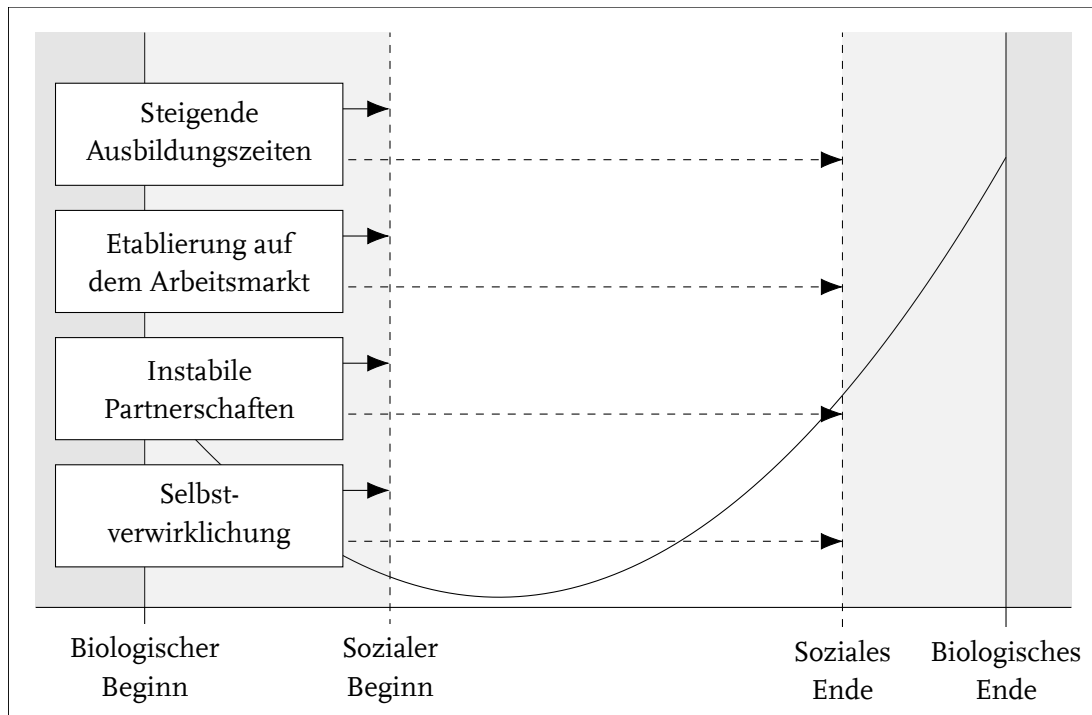 Steigende
Ausbildungszeiten
Etablierung auf
dem Arbeitsmarkt
Instabile
Partnerschaften
Selbst-
verwirklichung
Biologischer
Beginn
Sozialer
Beginn
Soziales
Ende
Biologisches
Ende